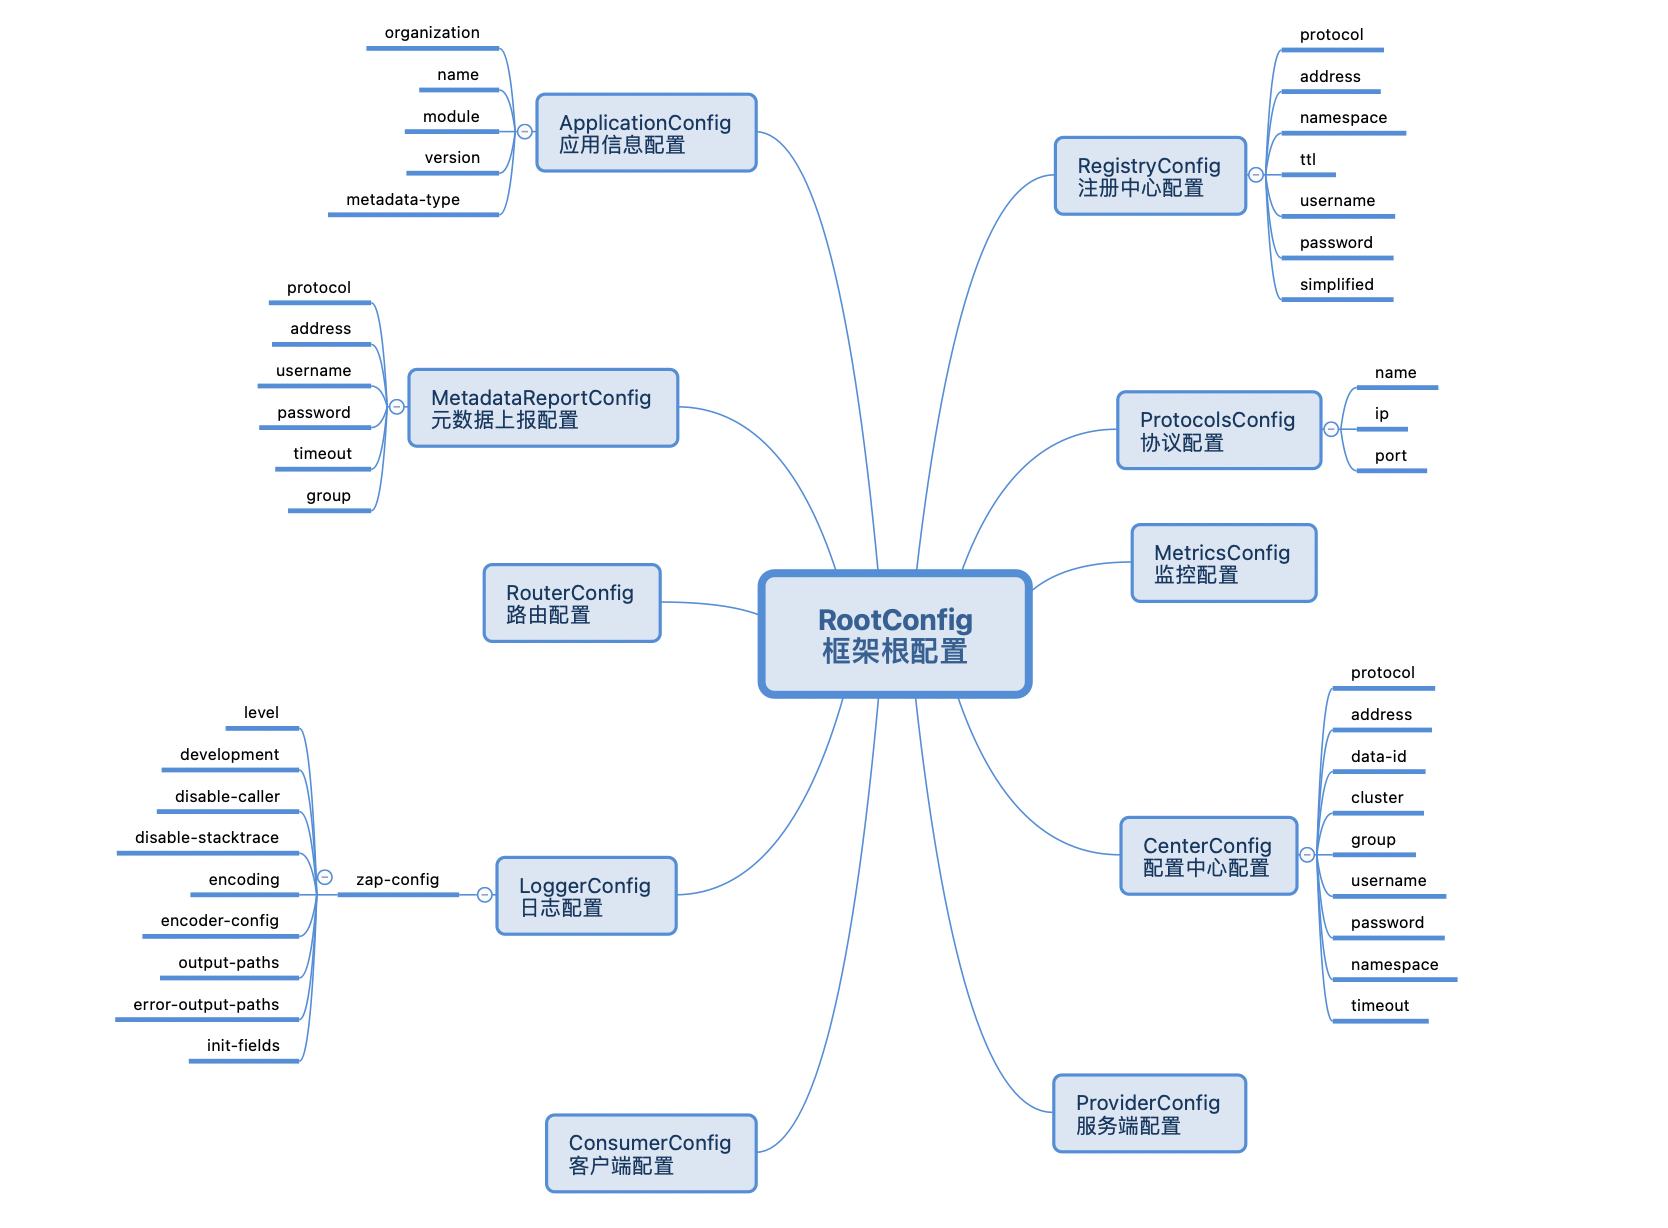 RootConfig
框架根配置
ApplicationConfig
应用信息配置
organization
name
module
version
metadata-type
MetadataReportConfig
元数据上报配置
protocol
address
username
password
timeout
group
RouterConfig
路由配置
LoggerConfig
日志配置
zap-config
level
development
disable-caller
disable-stacktrace
encoding
encoder-config
output-paths
error-output-paths
init-fields
ConsumerConfig
客户端配置
RegistryConfig
注册中心配置
protocol
address
namespace
ttl
username
password
simplified
ProtocolsConfig
协议配置
name
ip
port
MetricsConfig
监控配置
CenterConfig
配置中心配置
protocol
address
data-id
cluster
group
username
password
namespace
timeout
ProviderConfig
服务端配置